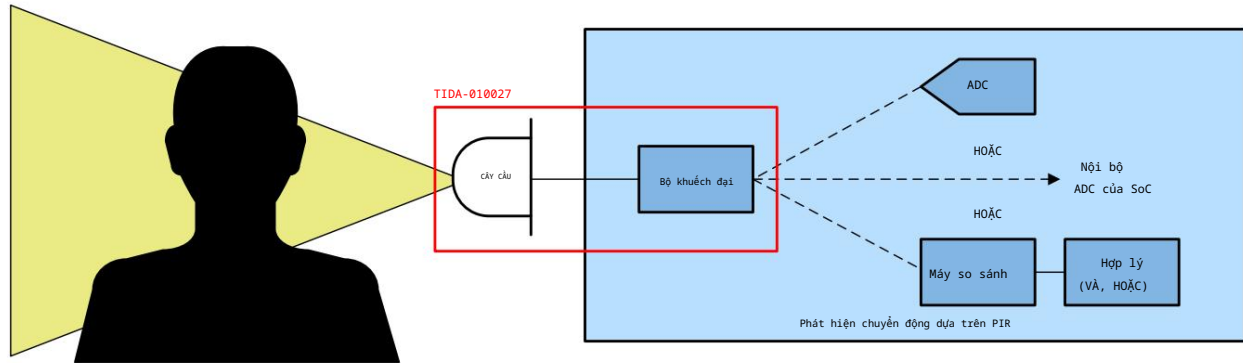 TIDA-010027
CÂY CẦU
Bộ khuếch đại
ADC
HOẶC
Nội bộ
ADC của SoC
HOẶC
Máy so sánh
Hợp lý
(VÀ, HOẶC)
Phát hiện chuyển động dựa trên PIR